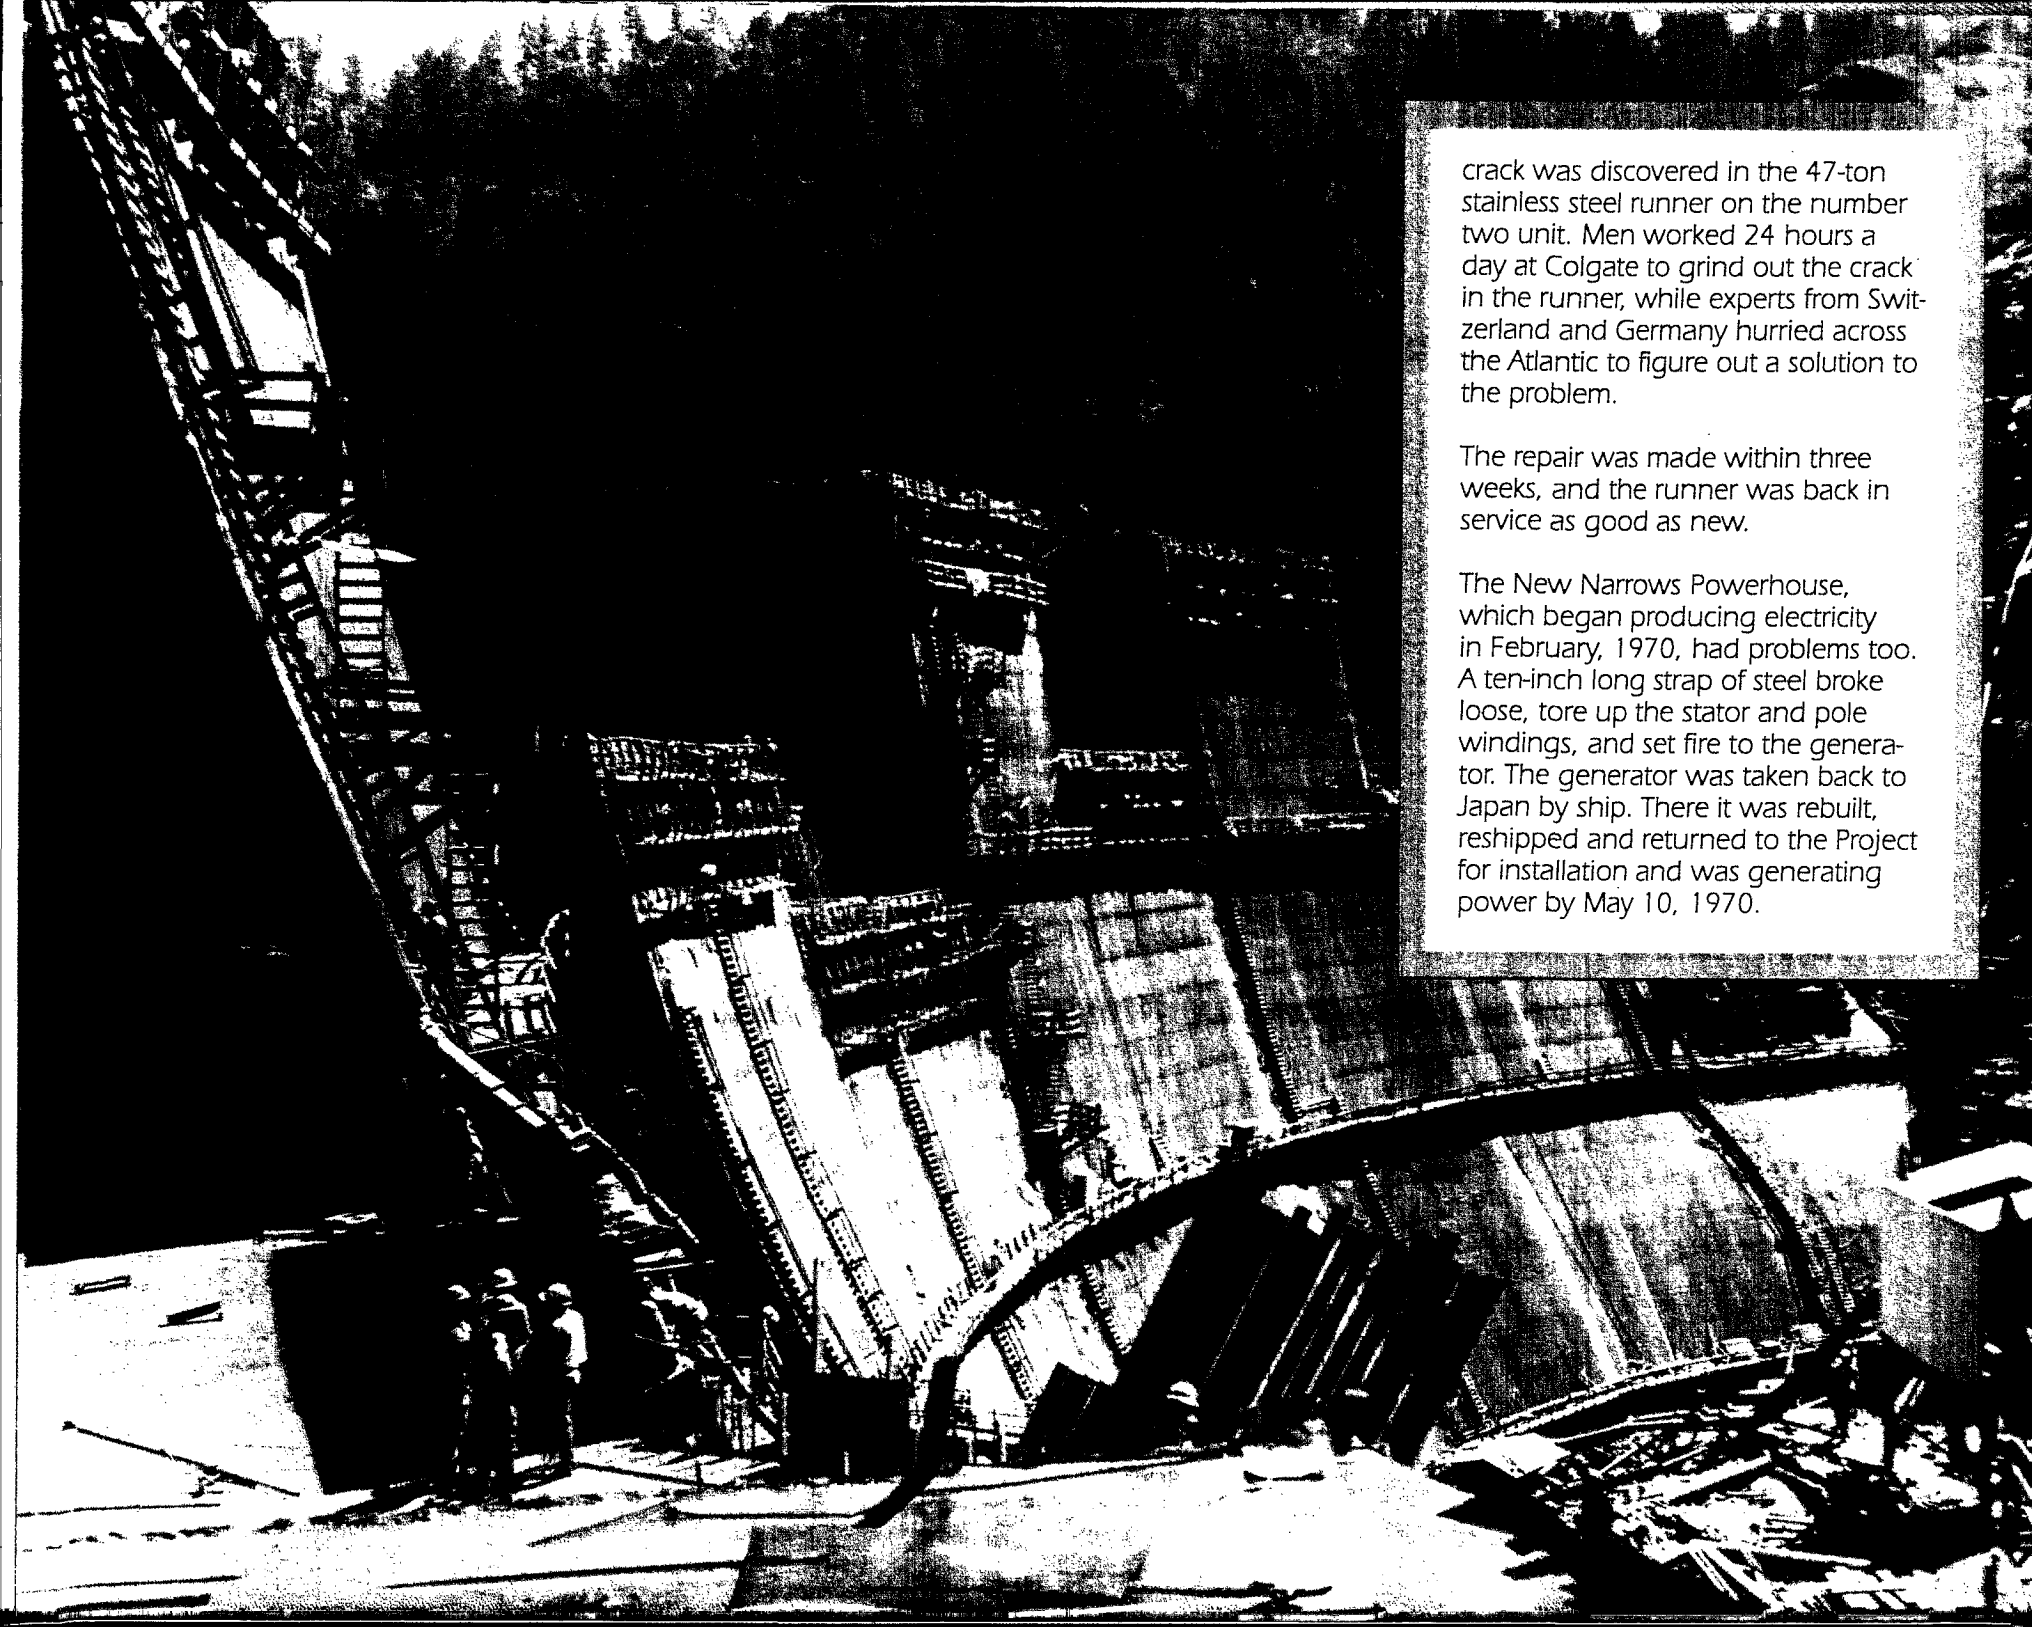 crack was discovered in the 47-ton
stainless steel runner on the number
two unit. Men worked 24 hours a
day at Colgate to grind out the crack
in the runner, while experts from Swit-
zerland and Germany hurried across
the Atlantic to figure out a solution to
the problem.
The repair was made within three
weeks, and the runner was back in
service as good as new.
The New Narrows Powerhouse,
which began producing electricity
in February, 1970, had problems too.
A ten-inch long strap of steel broke
loose, tore up the stator and pole
windings, and set fire to the genera-
tor. The generator was taken back to
Japan by ship. There it was rebuilt,
reshipped and returned to the Project
for installation and was generating
power by May 10, 1970.